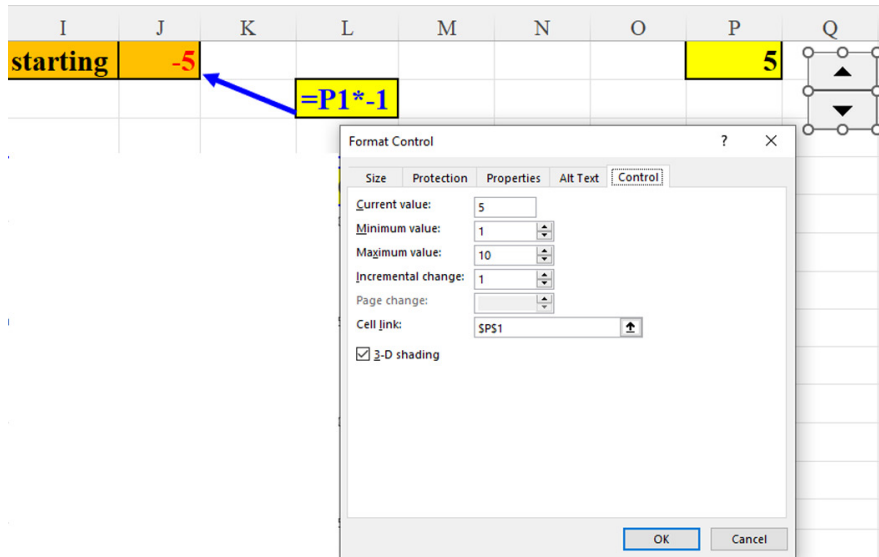 I J K L M N O P Q
starting -5 5
=P1*-1
Format Control ? ×
Size Protection Properties Alt Text Control
Current value: 5
Minimum value: 1
Maximum value: 10
Incremental change: 1
Page change:
Cell link: $P$1
3-D shading
OK Cancel